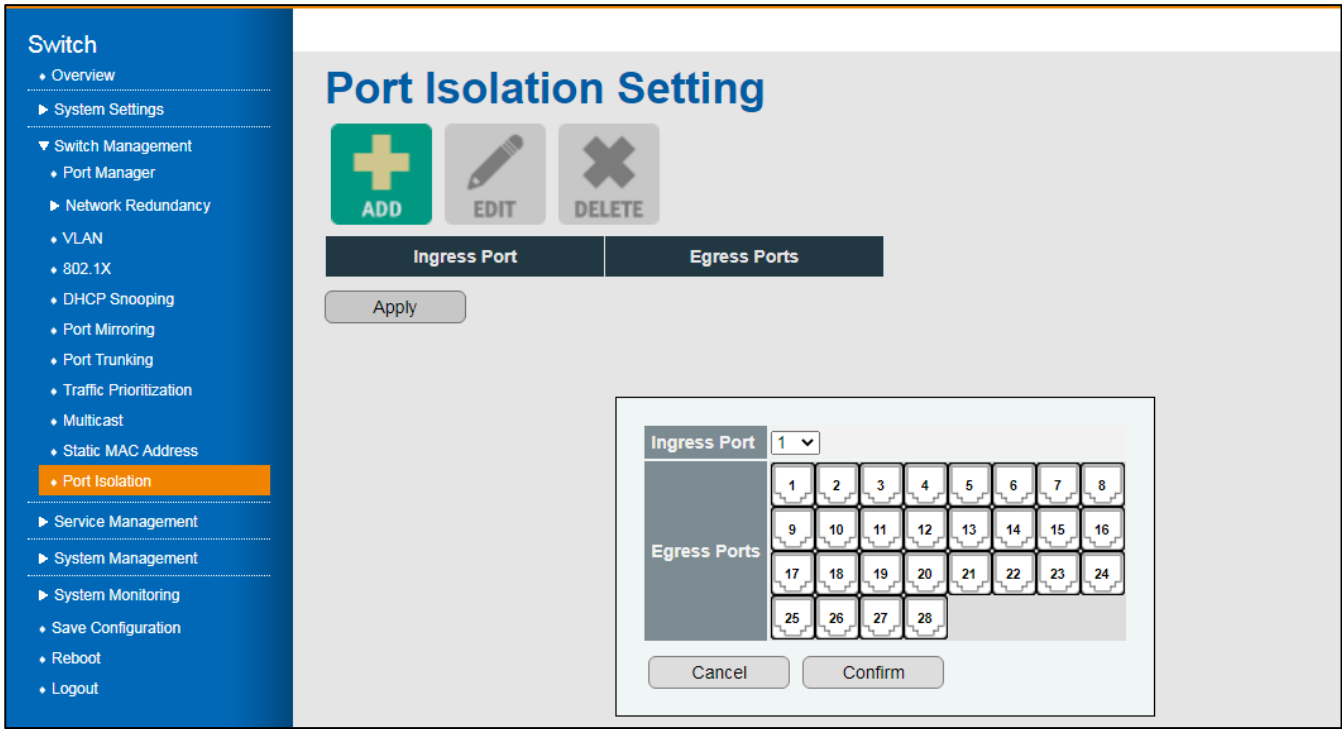 Switch
Overview
System Settings
Switch Management
Port Manager
Network Redundancy
VLAN
802.1X
DHCP Snooping
Port Mirroring
Port Trunking
Traffic Prioritization
Multicast
Static MAC Address
Port Isolation
Service Management
System Management
System Monitoring
Save Configuration
Reboot
Logout
Port Isolation Setting
ADD EDIT DELETE
Ingress Port Egress Ports
Apply
Ingress Port 1
Egress Ports
1 2 3 4 5 6 7 8
9 10 11 12 13 14 15 16
17 18 19 20 21 22 23 24
25 26 27 28
Cancel Confirm